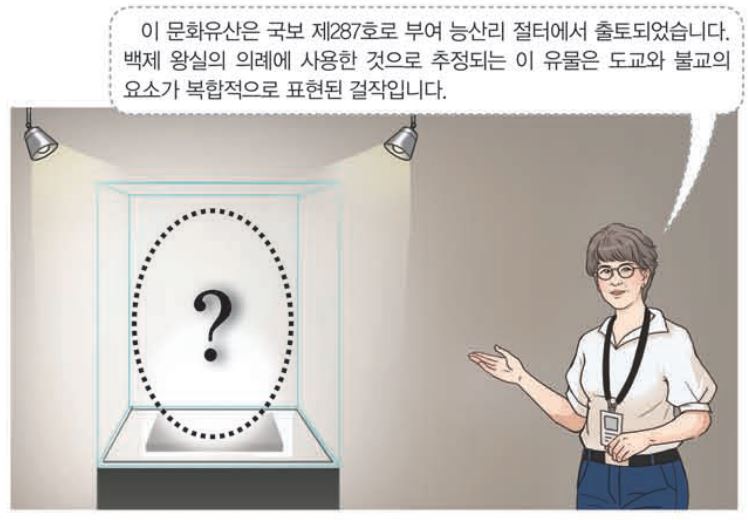 이 문화유산은 국보 제287호로 부여 능산리 절터에서 출토되었습니다.
백제 왕실의 의례에 사용한 것으로 추정되는 이 유물은 도교와 불교의
요소가 복합적으로 표현된 걸작입니다.
?